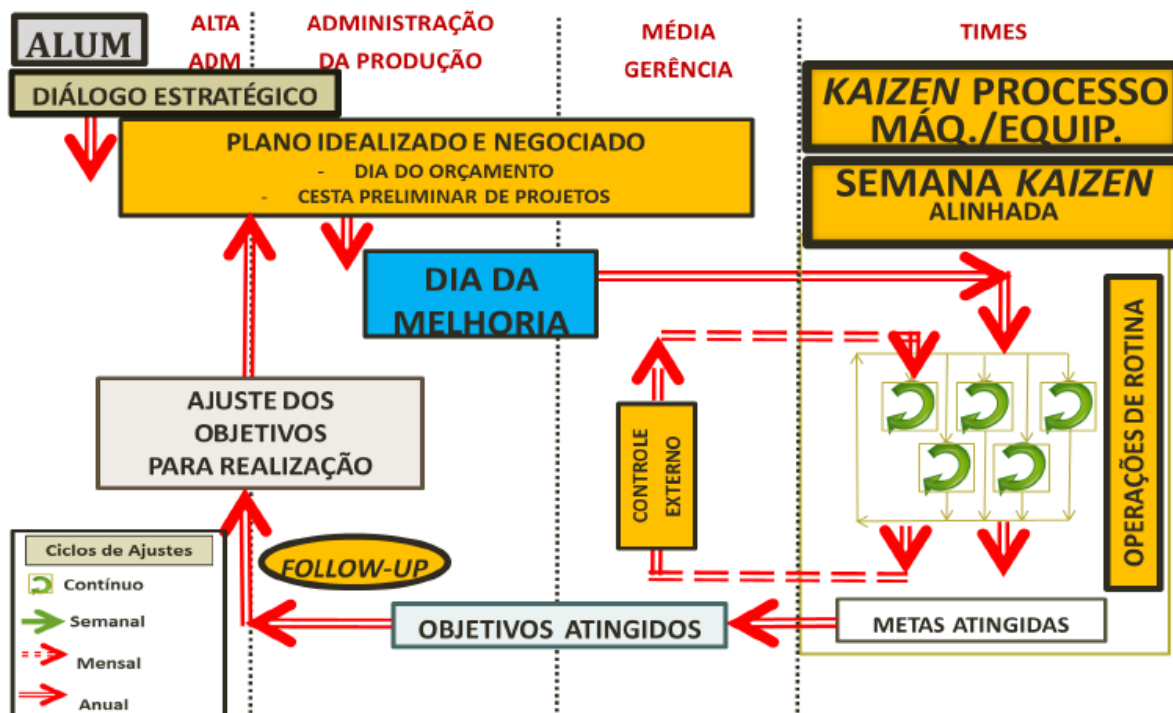 ALUM
ALTA
ADM
ADMINISTRAÇÃO
DA PRODUÇÃO
MÉDIA
GERÊNCIA
TIMES
DIÁLOGO ESTRATÉGICO
KAIZEN PROCESSO
MÁQ./EQUIP.
PLANO IDEALIZADO E NEGOCIADO
- DIA DO ORÇAMENTO
- CESTA PRELIMINAR DE PROJETOS
SEMANA KAIZEN
ALINHADA
DIA DA
MELHORIA
OPERAÇÕES DE ROTINA
AJUSTE DOS
OBJETIVOS
PARA REALIZAÇÃO
CONTROLE
EXTERNO
FOLLOW-UP
OBJETIVOS ATINGIDOS
METAS ATINGIDAS
Ciclos de Ajustes
Contínuo
Semanal
Mensal
Anual